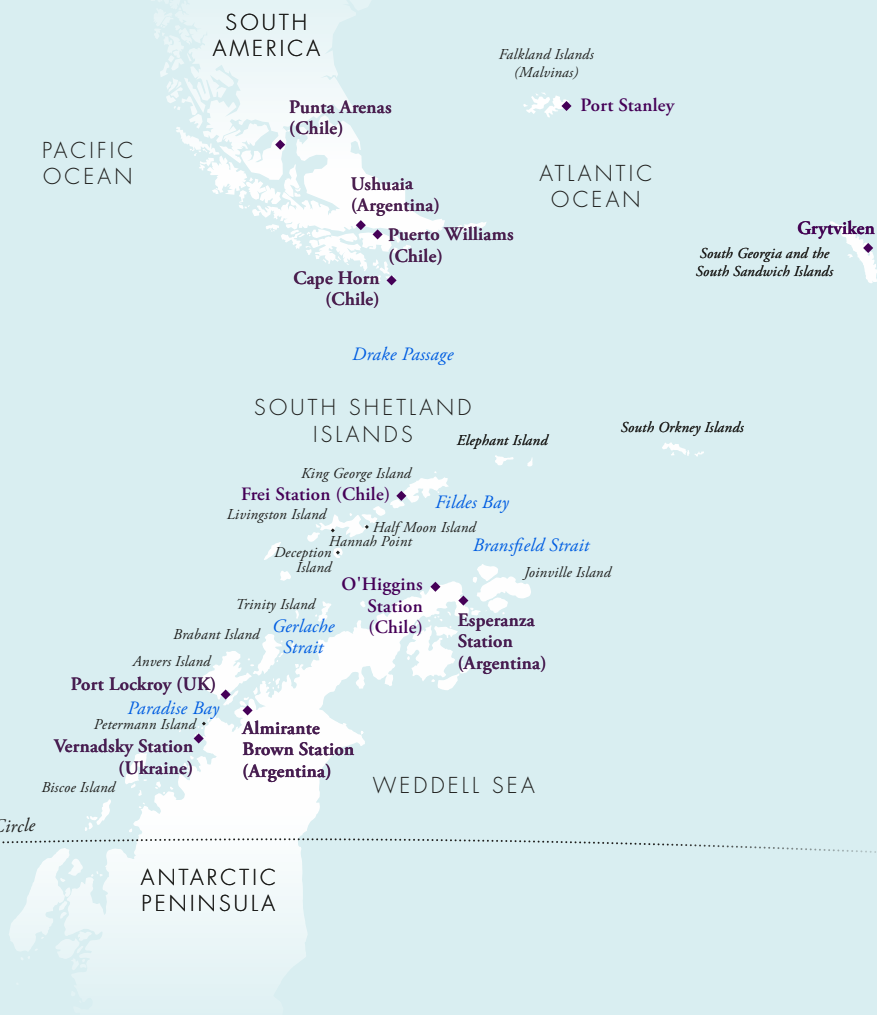 SOUTH
AMERICA
Falkland Islands
(Malvinas)
Port Stanley
Punta Arenas
(Chile)
PACIFIC
OCEAN
ATLANTIC
OCEAN
Ushuaia
(Argentina)
Puerto Williams
(Chile)
Grytviken
South Georgia and the
South Sandwich Islands
Cape Horn
(Chile)
Drake Passage
SOUTH SHETLAND
ISLANDS
Elephant Island
South Orkney Islands
King George Island
Frei Station (Chile)
Fildes Bay
Livingston Island
Half Moon Island
Hannah Point
Deception
Island
Bransfield Strait
Joinville Island
O'Higgins
Station
(Chile)
Esperanza
Station
(Argentina)
Trinity Island
Gerlache
Strait
Brabant Island
Anvers Island
Port Lockroy (UK)
Paradise Bay
Petermann Island
Almirante
Brown Station
(Argentina)
Vernadsky Station
(Ukraine)
Biscoe Island
WEDDELL SEA
Circle
ANTARCTIC
PENINSULA